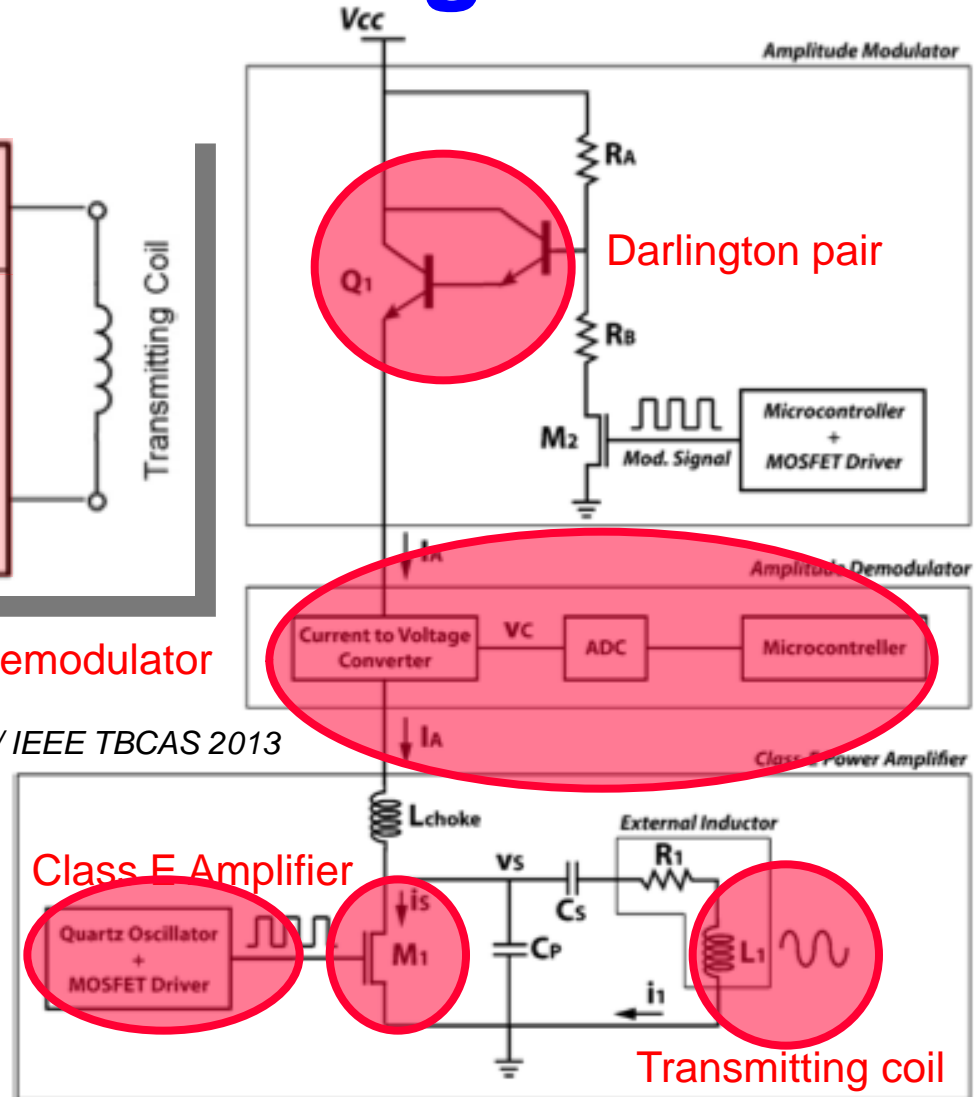 g
Vcc
Amplitude Modulator
RA
Darlington pair
Q1
RB
Transmitting Coil
M2
Mod. Signal
Microcontroller
+
MOSFET Driver
IA
Amplitude Demodulator
Current to Voltage
Converter
VC
ADC
Microcontreller
emodulator
/ IEEE TBCAS 2013
IA
Class-E Power Amplifier
Lchoke
External Inductor
Class E Amplifier
VS
R1
is
CS
Quartz Oscillator
+
MOSFET Driver
M1
CP
L1
i1
Transmitting coil